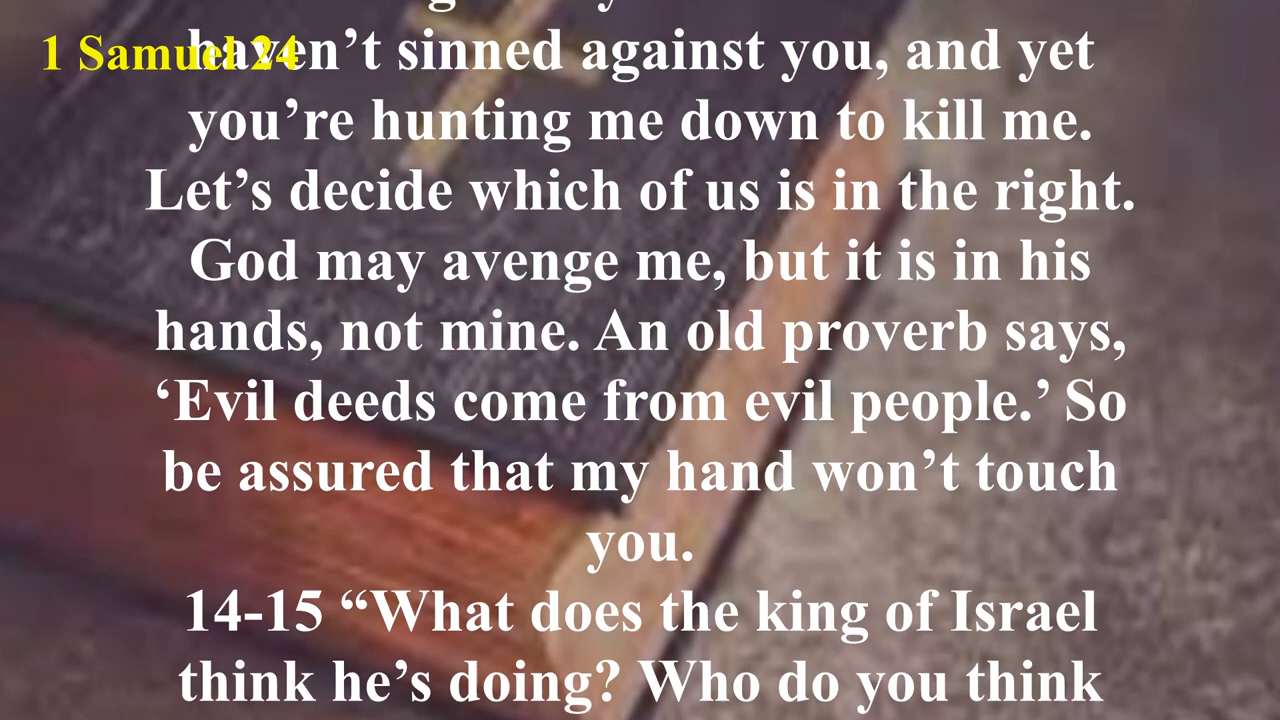 1 Samuel 24
haven’t sinned against you, and yet
you’re hunting me down to kill me.
Let’s decide which of us is in the right.
God may avenge me, but it is in his
hands, not mine. An old proverb says,
‘Evil deeds come from evil people.’ So
be assured that my hand won’t touch
you.
14-15 “What does the king of Israel
think he’s doing? Who do you think